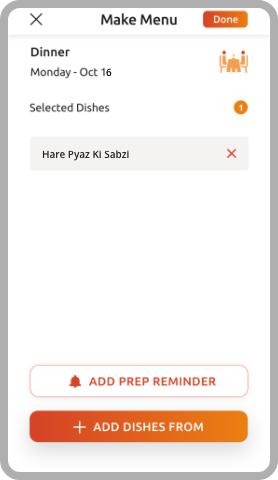 Make Menu
Done
Dinner
Monday - Oct 16
Selected Dishes
1
Hare Pyaz Ki Sabzi
ADD PREP REMINDER
ADD DISHES FROM